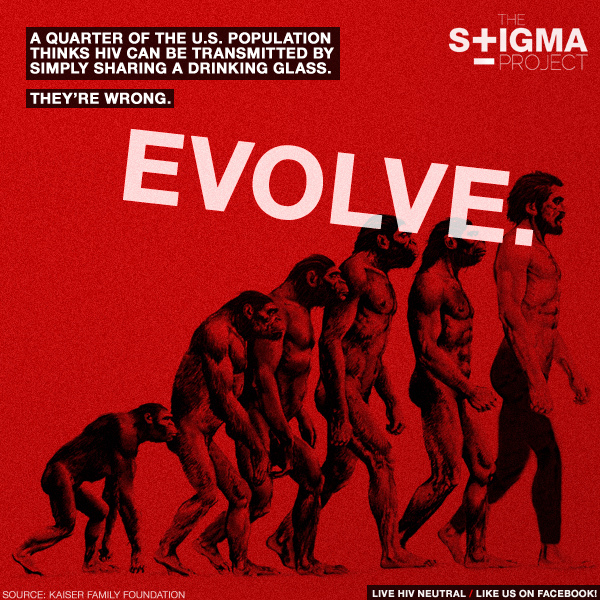 A QUARTER OF THE U.S. POPULATION
THINKS HIV CAN BE TRANSMITTED BY
SIMPLY SHARING A DRINKING GLASS.
THEY'RE WRONG.
THE
STIGMA
PROJECT
EVOLVE.
SOURCE: KAISER FAMILY FOUNDATION
LIVE HIV NEUTRAL / LIKE US ON FACEBOOK!